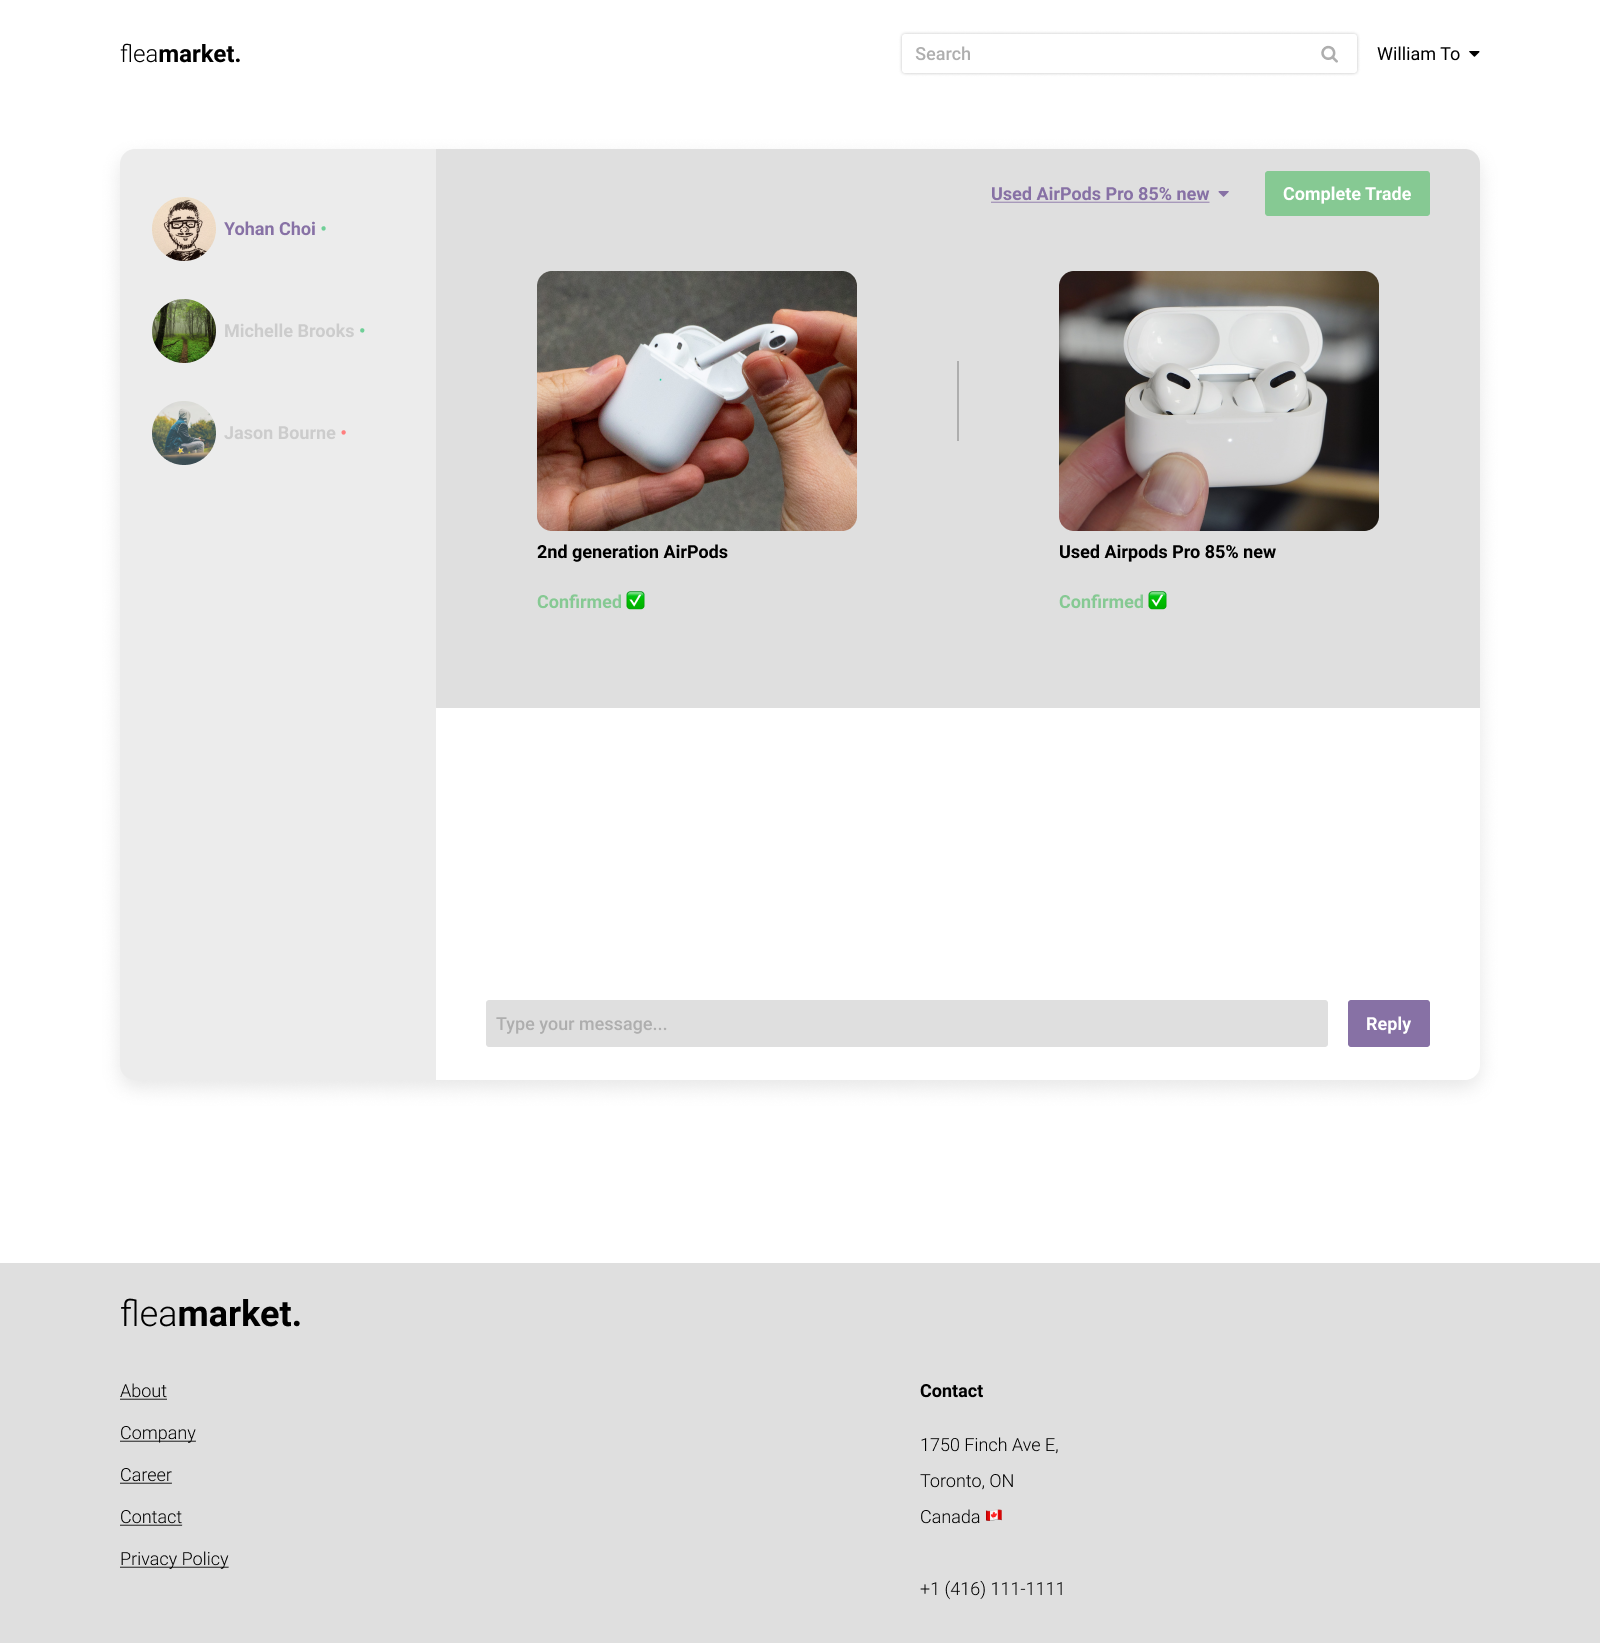 fleamarket.
Search
William To
Yohan Choi
Michelle Brooks
Jason Bourne
Used AirPods Pro 85% new
Complete Trade
2nd generation AirPods
Confirmed ✅
Used Airpods Pro 85% new
Confirmed ✅
Type your message...
Reply
fleamarket.
About
Company
Career
Contact
Privacy Policy
Contact
1750 Finch Ave E,
Toronto, ON
Canada 🇨🇦
+1 (416) 111-1111